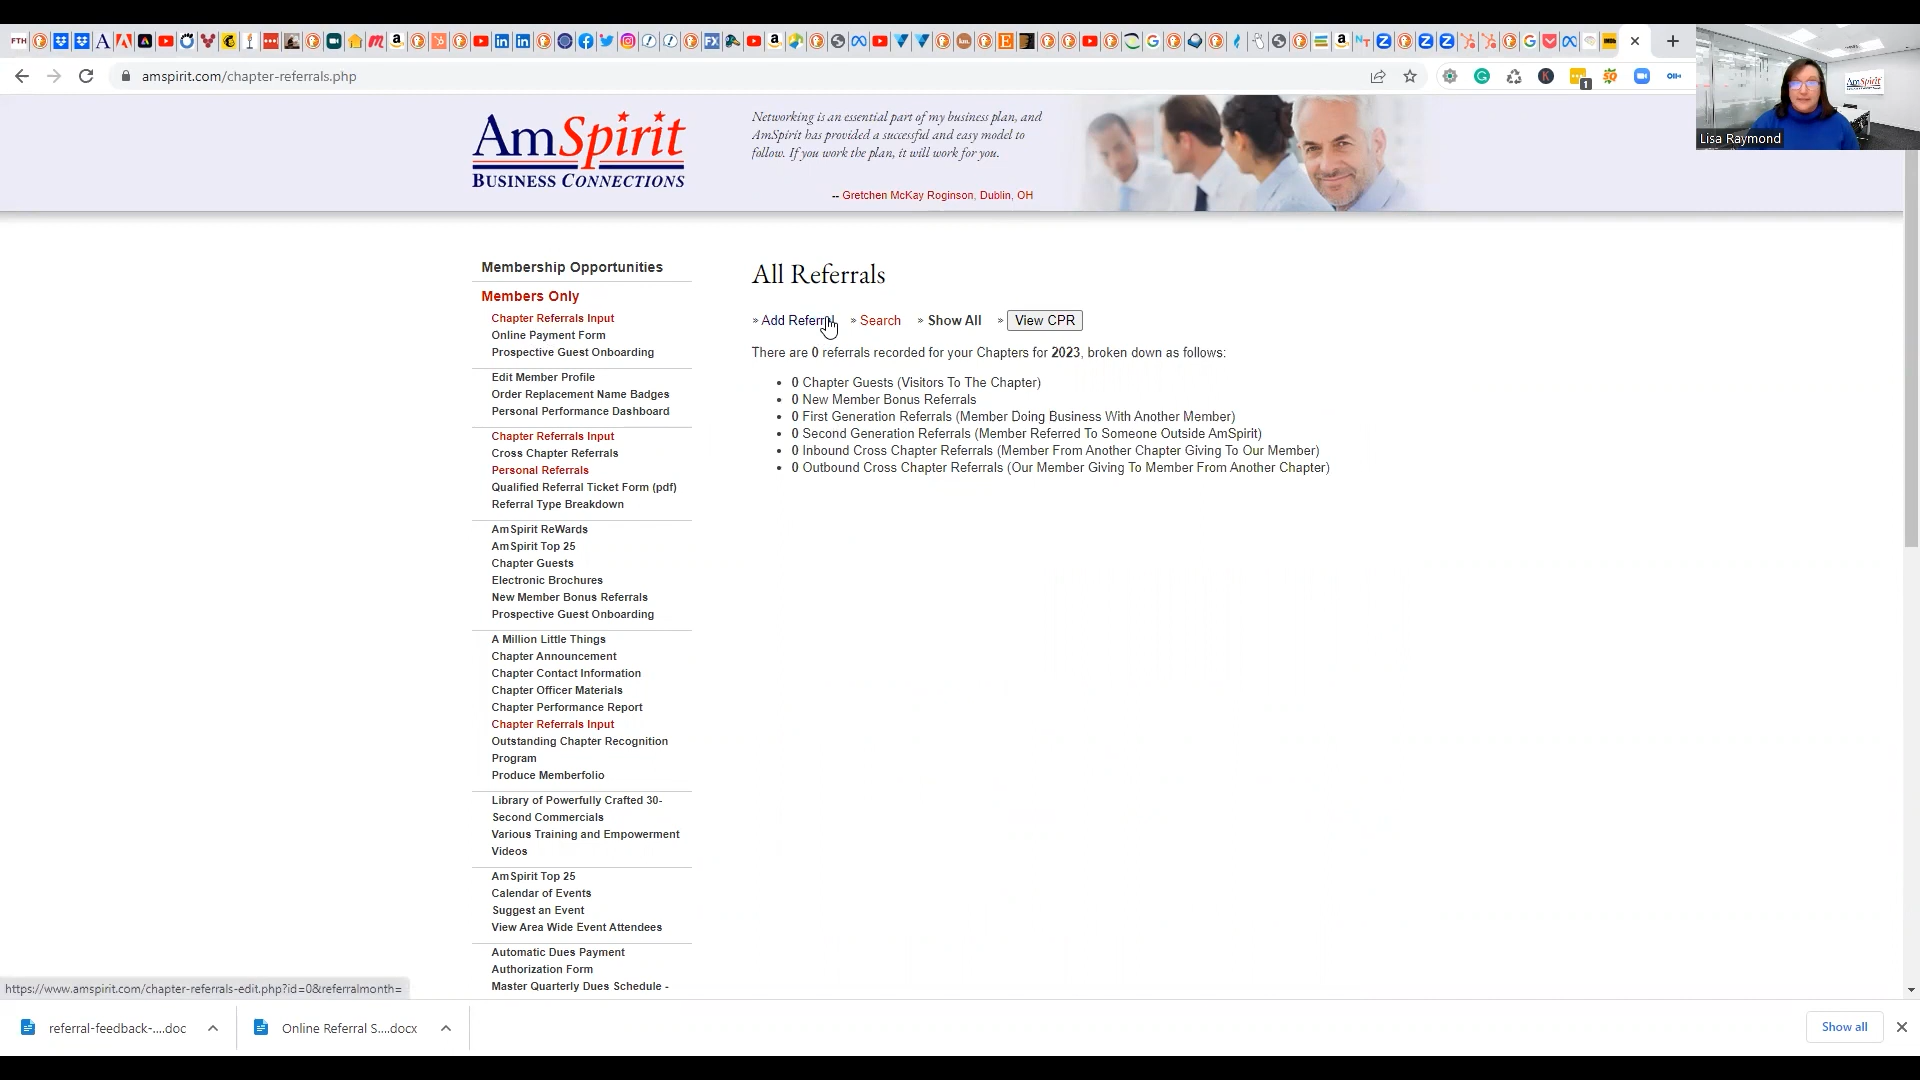 amspirit.com/chapter-referrals.php
1
Lisa Raymond
AmSpirit
AmSpirit
BUSINESS CONNECTIONS
Networking is an essential part of my business plan, and
AmSpirit has provided a successful and easy model to
follow. If you work the plan, it will work for you.
-- Gretchen McKay Roginson, Dublin, OH
Membership Opportunities
Members Only
Chapter Referrals Input
Online Payment Form
Prospective Guest Onboarding
Edit Member Profile
Order Replacement Name Badges
Personal Performance Dashboard
Chapter Referrals Input
Cross Chapter Referrals
Personal Referrals
Qualified Referral Ticket Form (pdf)
Referral Type Breakdown
AmSpirit ReWards
AmSpirit Top 25
Chapter Guests
Electronic Brochures
New Member Bonus Referrals
Prospective Guest Onboarding
A Million Little Things
Chapter Announcement
Chapter Contact Information
Chapter Officer Materials
Chapter Performance Report
Chapter Referrals Input
Outstanding Chapter Recognition
Program
Produce Memberfolio
Library of Powerfully Crafted 30-
Second Commercials
Various Training and Empowerment
Videos
AmSpirit Top 25
Calendar of Events
Suggest an Event
View Area Wide Event Attendees
Automatic Dues Payment
Authorization Form
Master Quarterly Dues Schedule -
All Referrals
» Add Referral » Search » Show All » View CPR
There are 0 referrals recorded for your Chapters for 2023, broken down as follows:
• 0 Chapter Guests (Visitors To The Chapter)
• 0 New Member Bonus Referrals
• 0 First Generation Referrals (Member Doing Business With Another Member)
• 0 Second Generation Referrals (Member Referred To Someone Outside AmSpirit)
• 0 Inbound Cross Chapter Referrals (Member From Another Chapter Giving To Our Member)
• 0 Outbound Cross Chapter Referrals (Our Member Giving To Member From Another Chapter)
https://www.amspirit.com/chapter-referrals-edit.php?id=0&referralmonth=
referral-feedback-....doc
Online Referral S....docx
Show all